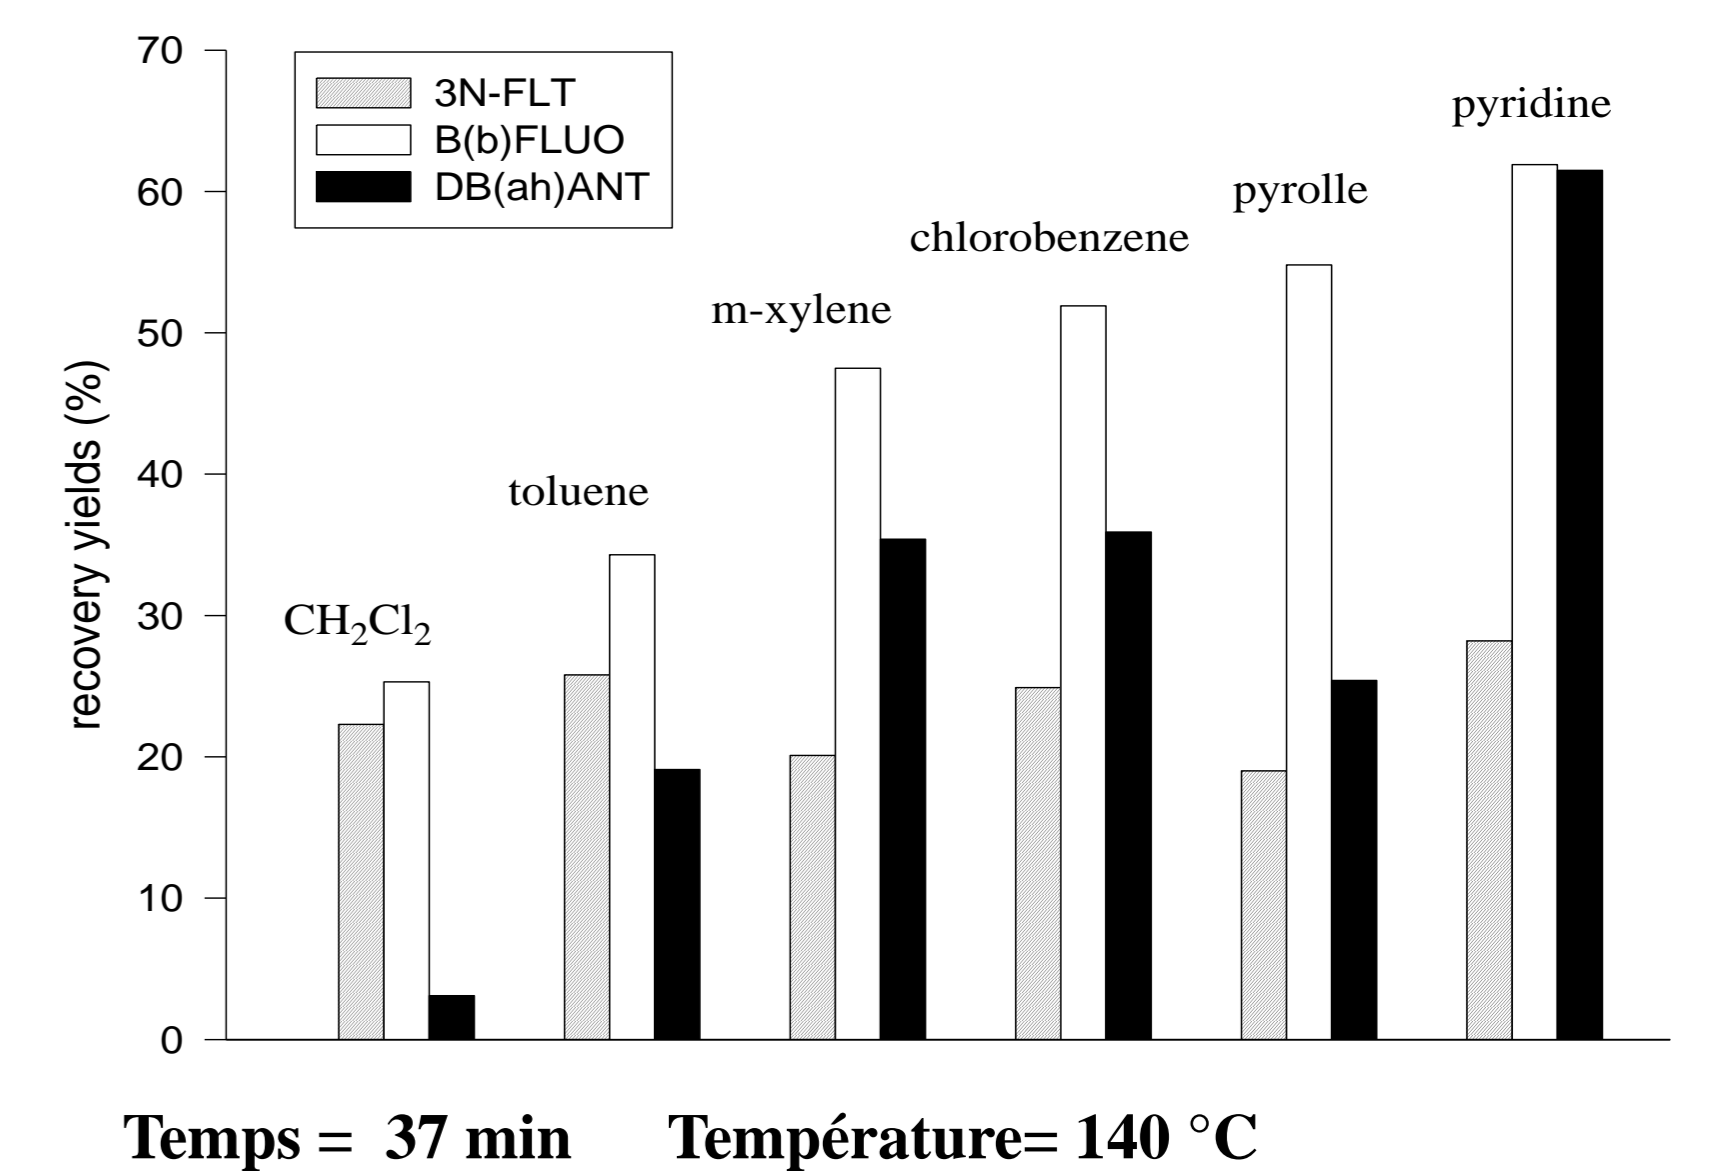 70
60
50
40
30
20
10
0
recovery yields (%)
3N-FLT
B(b)FLUO
DB(ah)ANT
CH₂Cl₂
toluene
m-xylene
chlorobenzene
pyrolle
pyridine
Temps = 37 min Température= 140 °C